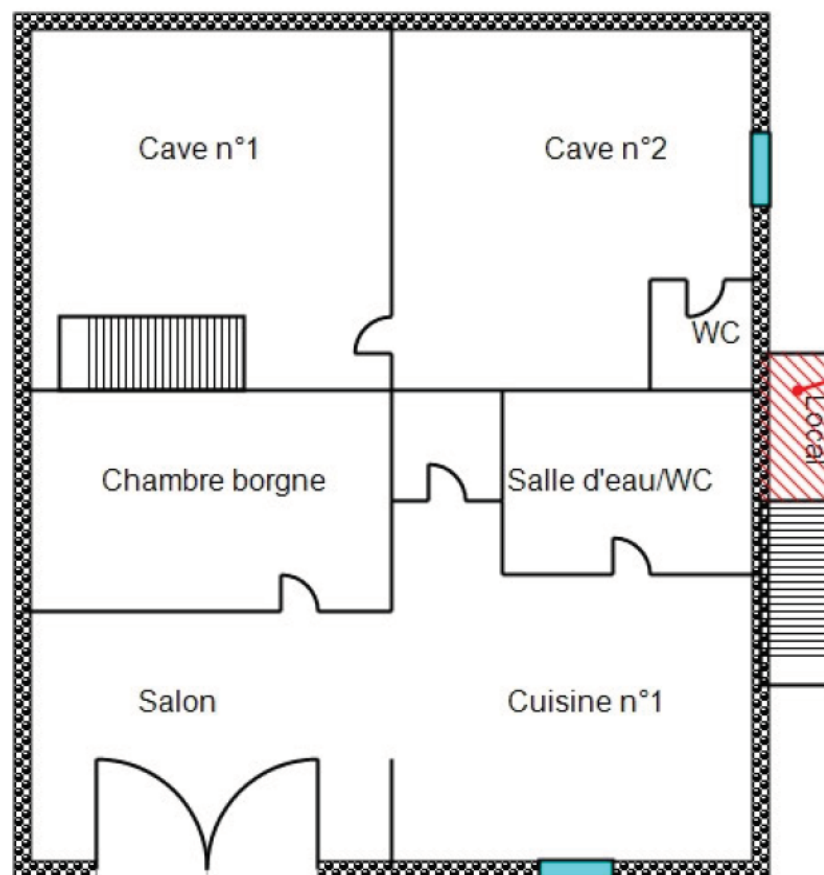 Cave n°1
Cave n°2
WC
Local
Chambre borgne
Salle d'eau/WC
Salon
Cuisine n°1